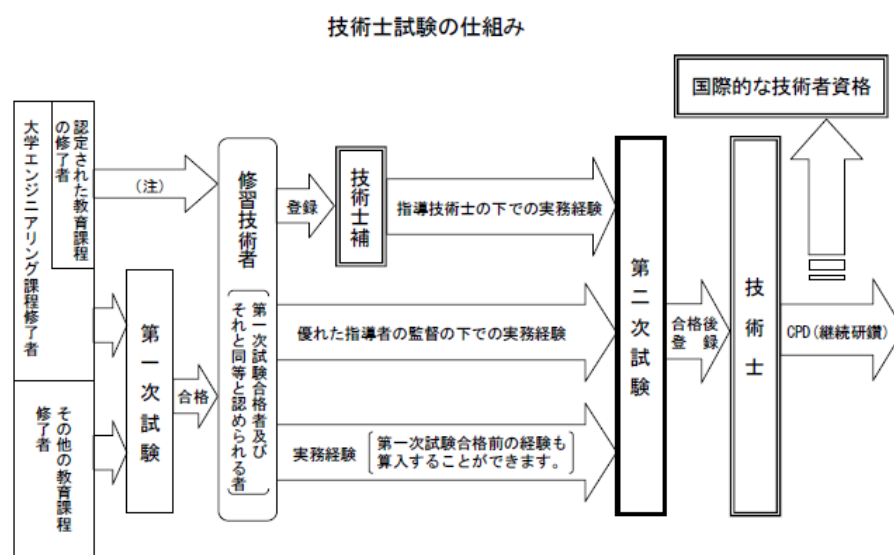 技術士試験の仕組み
国際的な技術者資格
大学エンジニアリング課程修了者
認定された教育課程
の修了者
(注)
その他の教育課程
修了者
第一次試験
合格
修習技術者
第一次試験合格者及び
それと同等と認められる者
登録
技術士補
指導技術士の下での実務経験
優れた指導者の監督の下での実務経験
実務経験
第一次試験合格前の経験も
算入することができます。
第二次試験
合格後
登 録
技術士
CPD(継続研鑽)